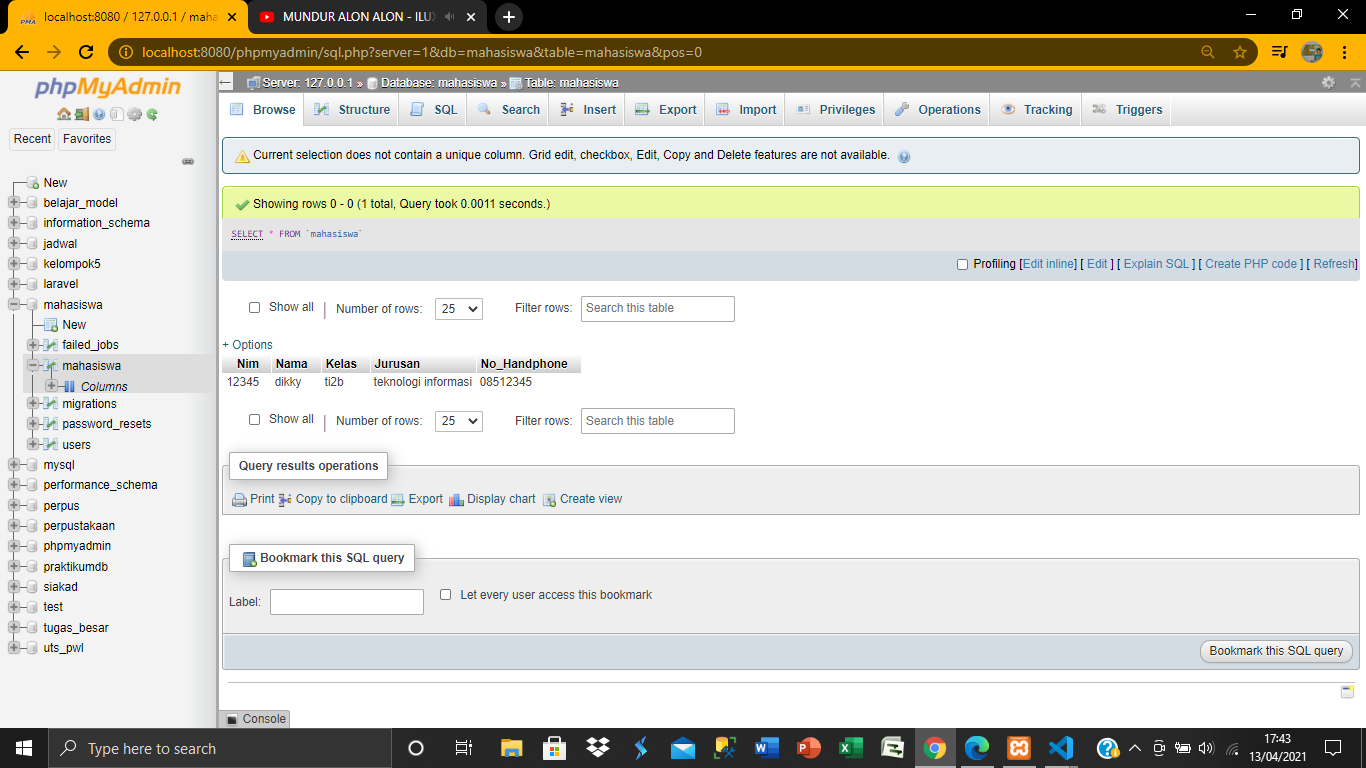 localhost:8080 / 127.0.0.1 / maha
MUNDUR ALON ALON - ILUX
localhost:8080/phpmyadmin/sql.php?server=1&db=mahasiswa&table=mahasiswa&pos=0
phpMyAdmin
Recent Favorites
New
belajar_model
information_schema
jadwal
kelompok5
laravel
mahasiswa
New
failed_jobs
mahasiswa
Columns
migrations
password_resets
users
mysql
performance_schema
perpus
perpustakaan
phpmyadmin
praktikumdb
siakad
test
tugas_besar
uts_pwl
Server: 127.0.0.1 » Database: mahasiswa » Table: mahasiswa
Browse Structure SQL Search Insert Export Import Privileges Operations Tracking Triggers
Current selection does not contain a unique column. Grid edit, checkbox, Edit, Copy and Delete features are not available.
Showing rows 0 - 0 (1 total, Query took 0.0011 seconds.)
SELECT * FROM `mahasiswa`
Profiling [Edit inline] [ Edit ] [ Explain SQL ] [ Create PHP code ] [ Refresh]
Show all | Number of rows: 25 Filter rows: Search this table
+ Options
Nim Nama Kelas Jurusan No_Handphone
12345 dikky ti2b teknologi informasi 08512345
Show all | Number of rows: 25 Filter rows: Search this table
Query results operations
Print Copy to clipboard Export Display chart Create view
Bookmark this SQL query
Label: Let every user access this bookmark
Bookmark this SQL query
Console
Type here to search
17:43
13/04/2021